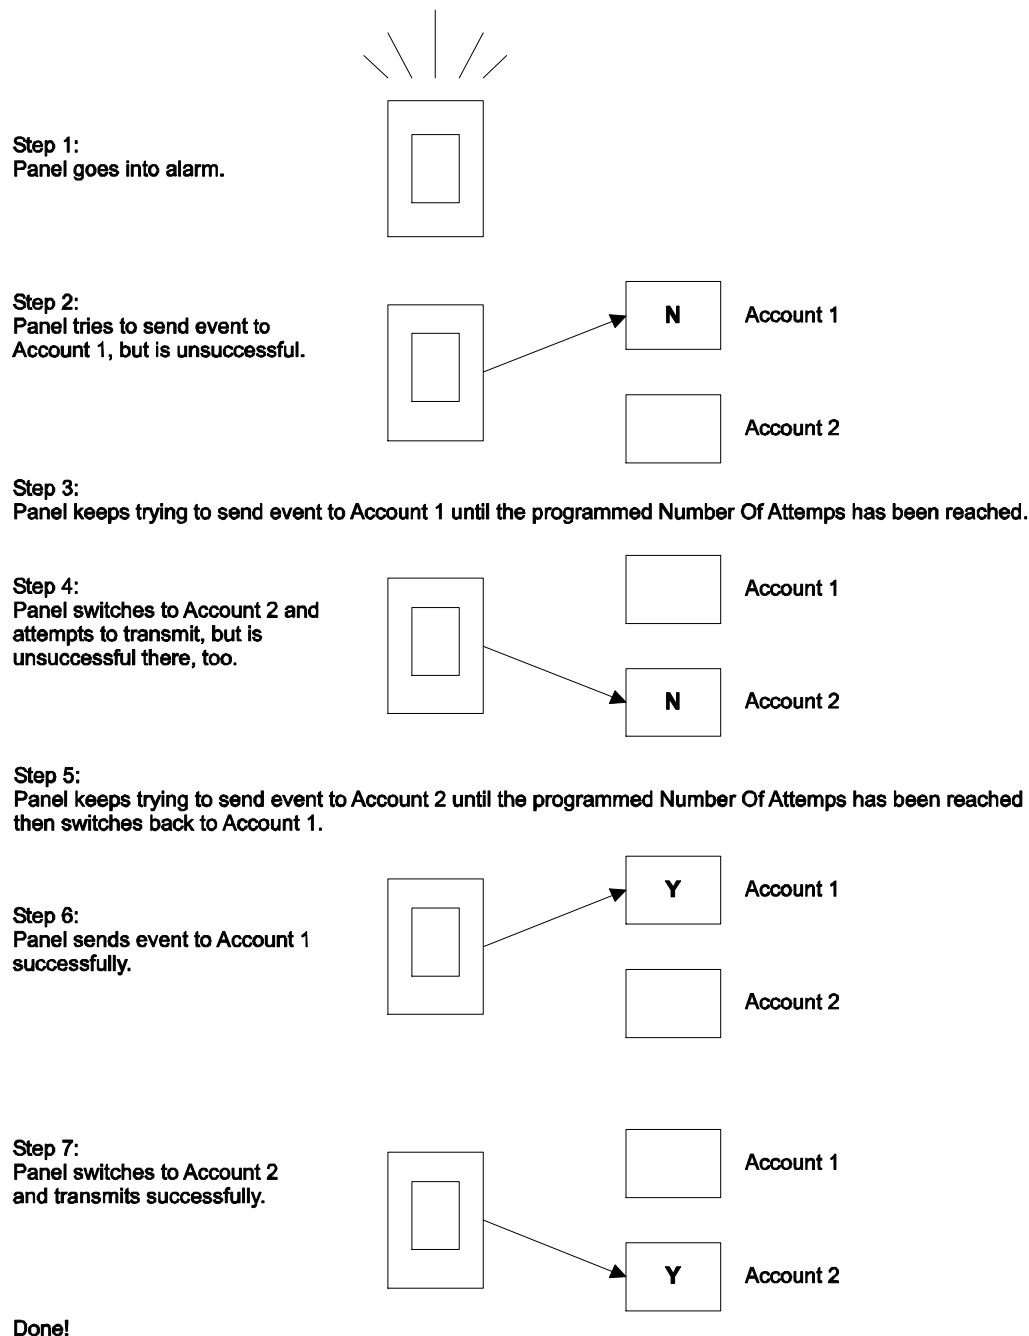 Step 1:
Panel goes into alarm.
Step 2:
Panel tries to send event to
Account 1, but is unsuccessful.
N
Account 1
Account 2
Step 3:
Panel keeps trying to send event to Account 1 until the programmed Number Of Attemps has been reached.
Step 4:
Panel switches to Account 2 and
attempts to transmit, but is
unsuccessful there, too.
Account 1
N
Account 2
Step 5:
Panel keeps trying to send event to Account 2 until the programmed Number Of Attemps has been reached
then switches back to Account 1.
Step 6:
Panel sends event to Account 1
successfully.
Y
Account 1
Account 2
Step 7:
Panel switches to Account 2
and transmits successfully.
Account 1
Y
Account 2
Done!